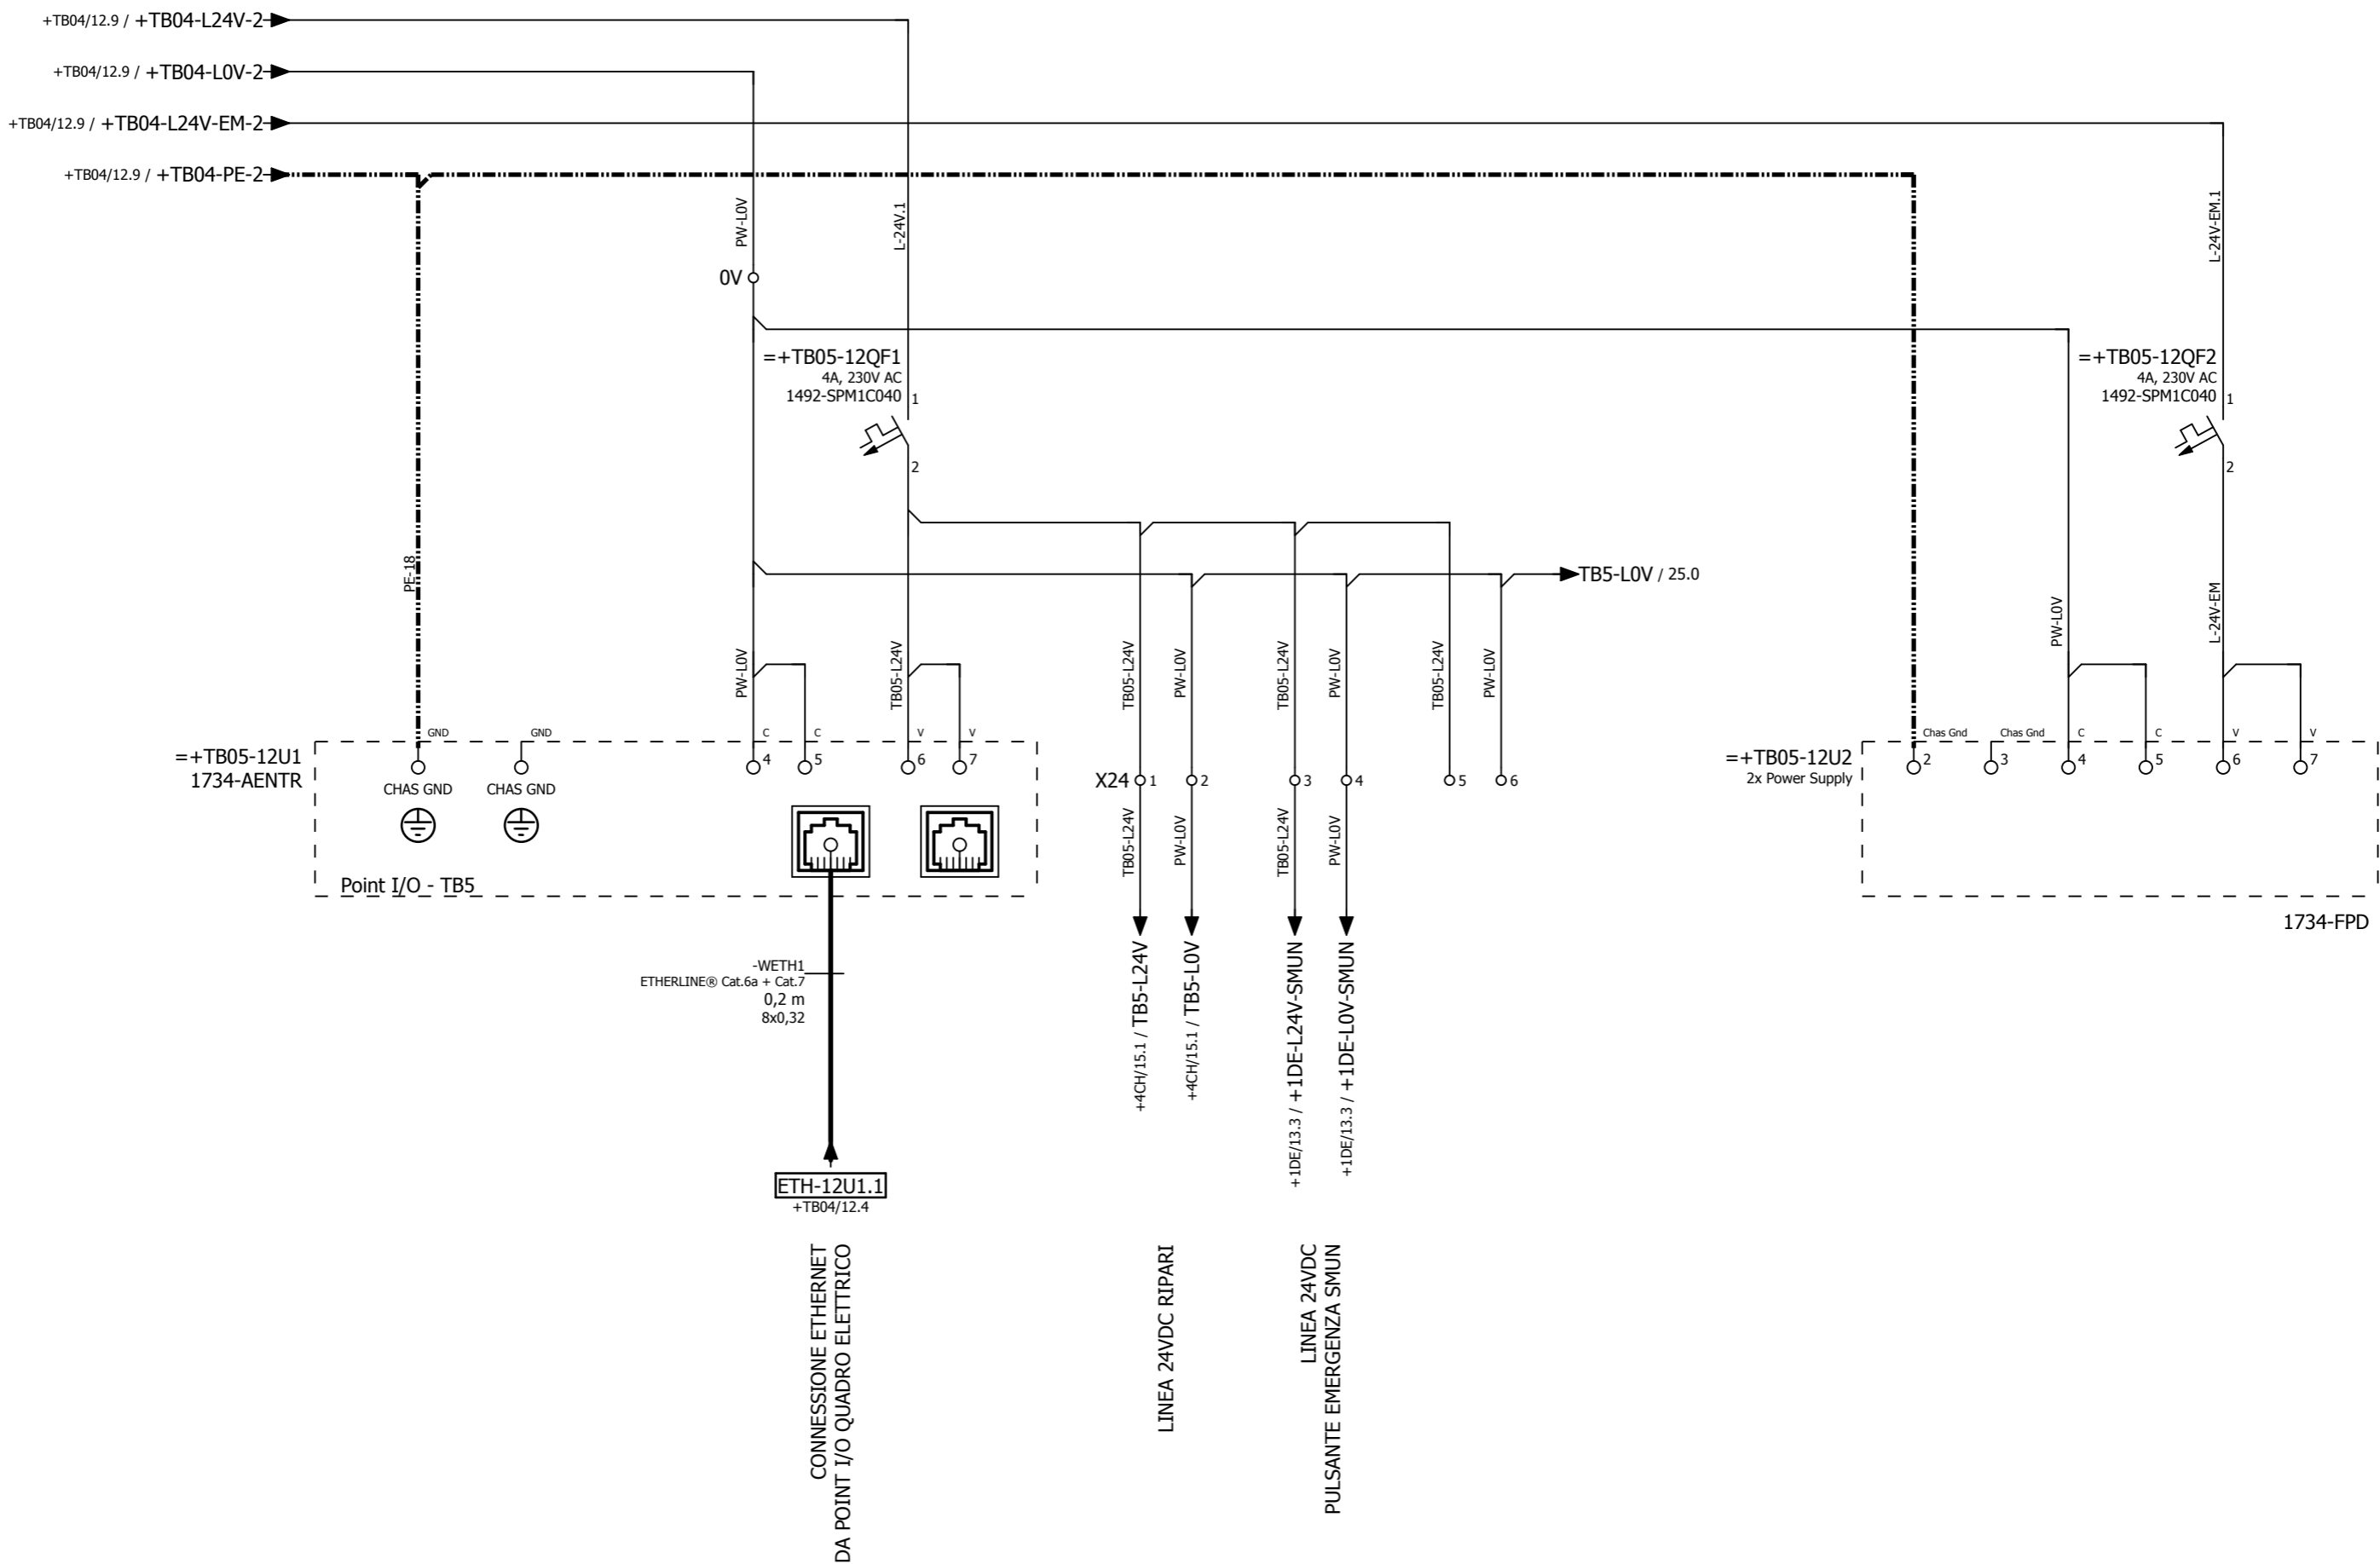 +TB04/12.9 / +TB04-L24V-2
+TB04/12.9 / +TB04-L0V-2
+TB04/12.9 / +TB04-L24V-EM-2
+TB04/12.9 / +TB04-PE-2
PW-L0V
L-24V.1
L-24V-EM.1
0V
=+TB05-12QF1
4A, 230V AC
1492-SPM1C040
1
2
=+TB05-12QF2
4A, 230V AC
1492-SPM1C040
1
2
PE-18
TB5-L0V / 25.0
PW-L0V
TB05-L24V
TB05-L24V
PW-L0V
TB05-L24V
PW-L0V
TB05-L24V
PW-L0V
PW-L0V
L-24V-EM
=+TB05-12U1
1734-AENTR
GND
GND
C
C
V
V
4
5
6
7
CHAS GND
CHAS GND
Point I/O - TB5
X24
1
2
3
4
5
6
TB05-L24V
PW-L0V
TB05-L24V
PW-L0V
=+TB05-12U2
2x Power Supply
Chas Gnd
Chas Gnd
C
C
V
V
2
3
4
5
6
7
1734-FPD
-WETH1
ETHERLINE® Cat.6a + Cat.7
0,2 m
8x0,32
+4CH/15.1 / TB5-L24V
+4CH/15.1 / TB5-L0V
+1DE/13.3 / +1DE-L24V-SMUN
+1DE/13.3 / +1DE-L0V-SMUN
ETH-12U1.1
+TB04/12.4
CONNESSIONE ETHERNET
DA POINT I/O QUADRO ELETTRICO
LINEA 24VDC RIPARI
LINEA 24VDC
PULSANTE EMERGENZA SMUN